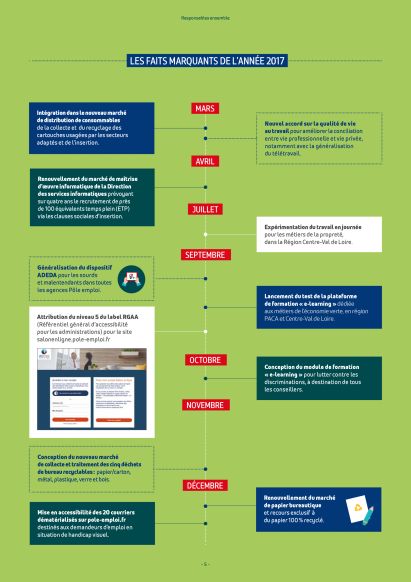 Responsables ensemble
LES FAITS MARQUANTS DE L'ANNÉE 2017
MARS
Intégration dans le nouveau marché
de distribution de consommables
de la collecte et du recyclage des
cartouches usagées par les secteurs
adaptés et de l'insertion.
Nouvel accord sur la qualité de vie
au travail pour améliorer la conciliation
entre vie professionnelle et vie privée,
notamment avec la généralisation
du télétravail.
AVRIL
Renouvellement du marché de maîtrise
d'œuvre informatique de la Direction
des services informatiques prévoyant
sur quatre ans le recrutement de près
de 100 équivalents temps plein (ETP)
via les clauses sociales d'insertion.
JUILLET
Expérimentation du travail en journée
pour les métiers de la propreté,
dans la Région Centre-Val de Loire.
SEPTEMBRE
Généralisation du dispositif
ADEDA pour les sourds
et malentendants dans toutes
les agences Pôle emploi.
Lancement du test de la plateforme
de formation « e-learning » dédiée
aux métiers de l'économie verte, en région
PACA et Centre-Val de Loire.
Attribution du niveau 5 du label RGAA
(Référentiel général d'accessibilité
pour les administrations) pour le site
salonenligne.pole-emploi.fr
OCTOBRE
Conception du module de formation
« e-learning » pour lutter contre les
discriminations, à destination de tous
les conseillers.
NOVEMBRE
Conception du nouveau marché
de collecte et traitement des cinq déchets
de bureau recyclables : papier/carton,
métal, plastique, verre et bois.
DÉCEMBRE
Renouvellement du marché
de papier bureautique
et recours exclusif à
du papier 100 % recyclé.
Mise en accessibilité des 20 courriers
dématérialisés sur pole-emploi.fr
destinés aux demandeurs d'emploi en
situation de handicap visuel.
- 5 -